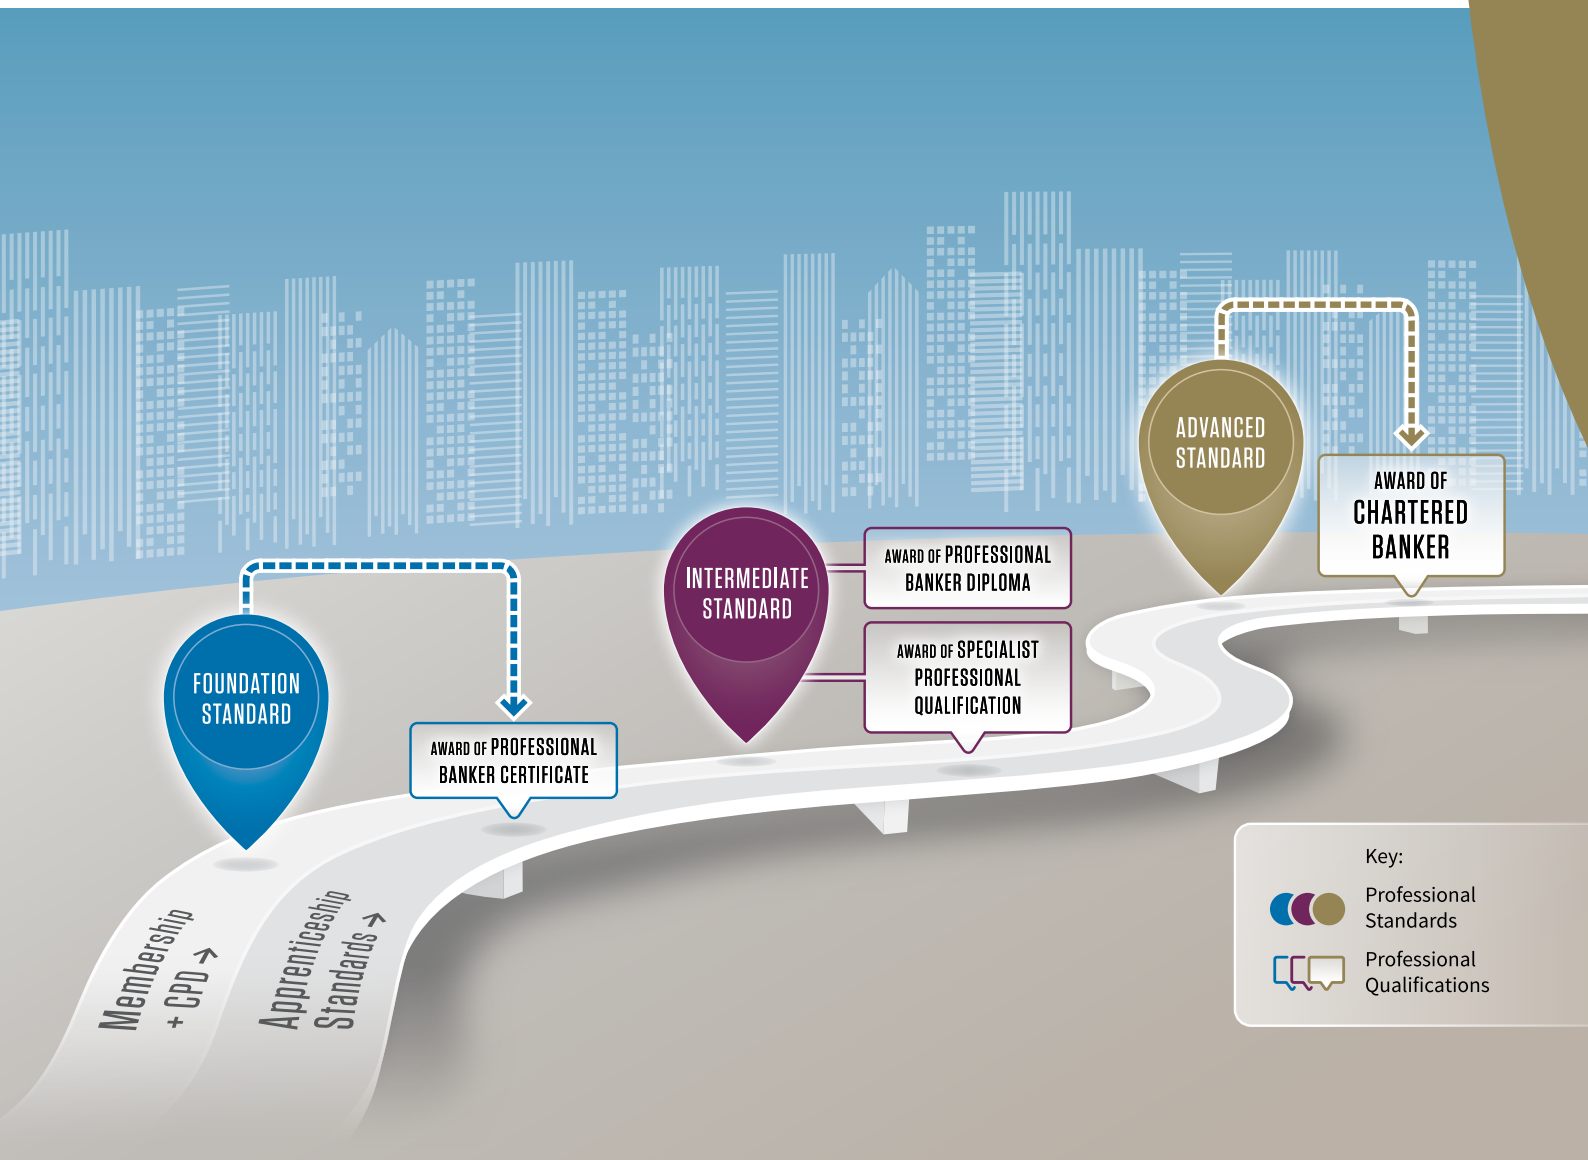 ADVANCED
STANDARD
AWARD OF
CHARTERED
BANKER
INTERMEDIATE
STANDARD
AWARD OF PROFESSIONAL
BANKER DIPLOMA
AWARD OF SPECIALIST
PROFESSIONAL
QUALIFICATION
FOUNDATION
STANDARD
AWARD OF PROFESSIONAL
BANKER CERTIFICATE
Membership
+ CPD →
Apprenticeship
Standards →
Key:
Professional
Standards
Professional
Qualifications